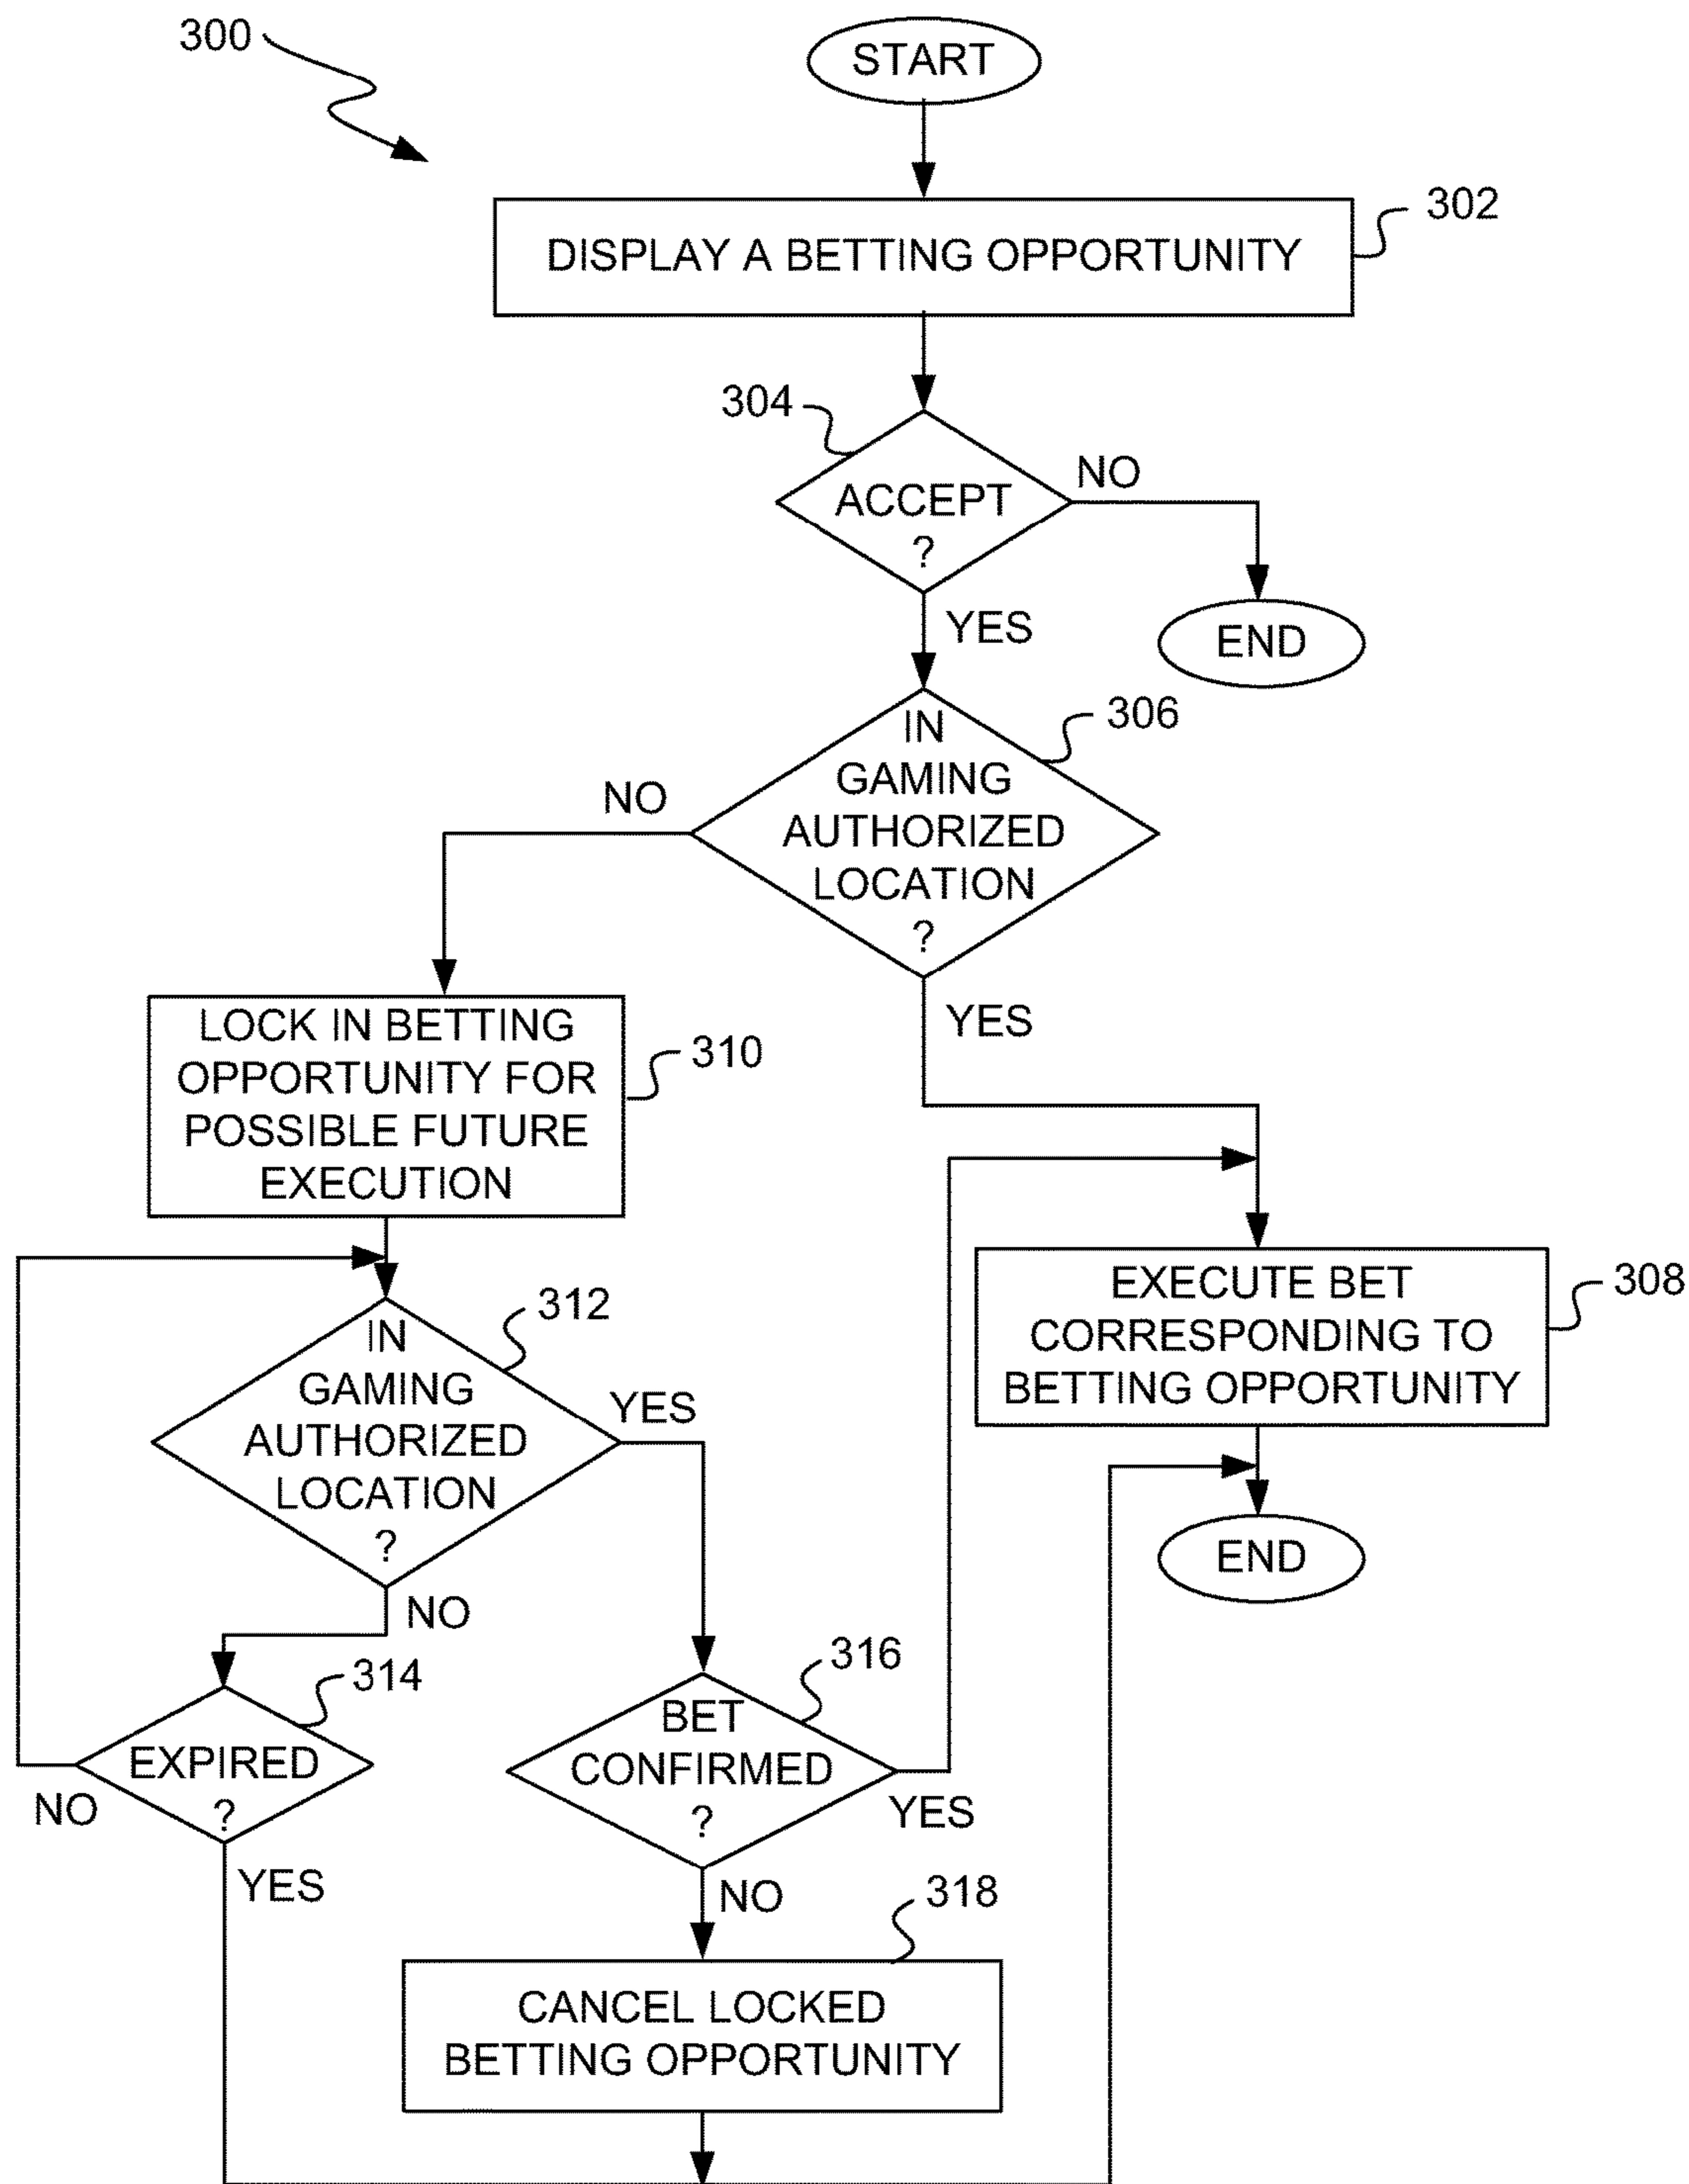 300
START
302
DISPLAY A BETTING OPPORTUNITY
304
ACCEPT
?
NO
YES
END
306
IN
GAMING
AUTHORIZED
LOCATION
?
NO
YES
LOCK IN BETTING
OPPORTUNITY FOR
POSSIBLE FUTURE
EXECUTION
310
308
EXECUTE BET
CORRESPONDING TO
BETTING OPPORTUNITY
END
312
IN
GAMING
AUTHORIZED
LOCATION
?
YES
NO
314
EXPIRED
?
NO
YES
316
BET
CONFIRMED
?
YES
NO
318
CANCEL LOCKED
BETTING OPPORTUNITY